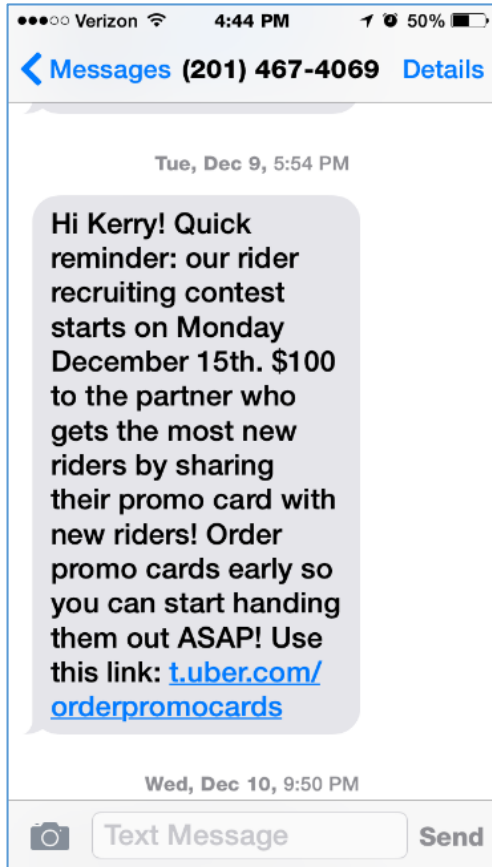 Verizon 4:44 PM 50%
Messages (201) 467-4069 Details
Tue, Dec 9, 5:54 PM
Hi Kerry! Quick
reminder: our rider
recruiting contest
starts on Monday
December 15th. $100
to the partner who
gets the most new
riders by sharing
their promo card with
new riders! Order
promo cards early so
you can start handing
them out ASAP! Use
this link: t.uber.com/
orderpromocards
Wed, Dec 10, 9:50 PM
Text Message Send